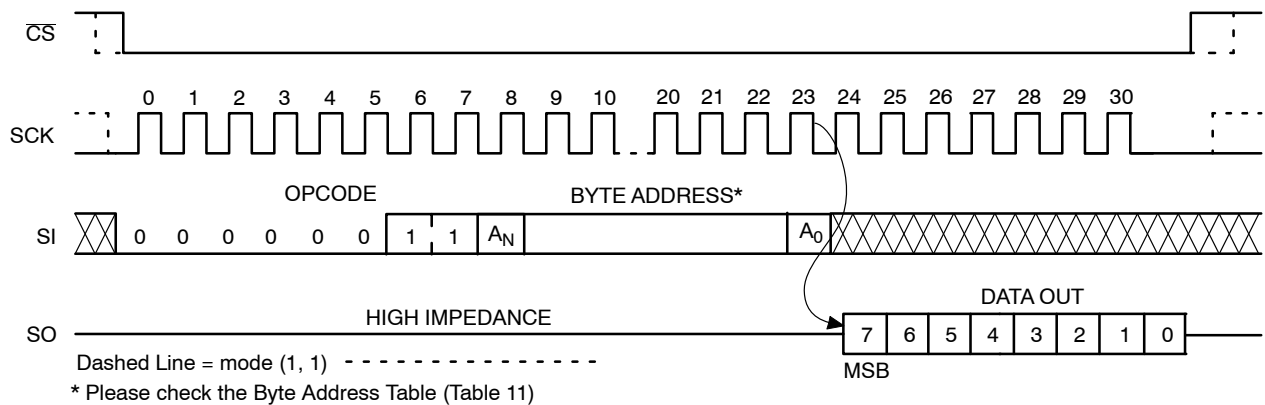 CS
0 1 2 3 4 5 6 7 8 9 10 20 21 22 23 24 25 26 27 28 29 30
SCK
OPCODE BYTE ADDRESS*
SI 0 0 0 0 0 0 1 1 AN A0
DATA OUT
HIGH IMPEDANCE
SO 7 6 5 4 3 2 1 0
Dashed Line = mode (1, 1)
MSB
* Please check the Byte Address Table (Table 11)